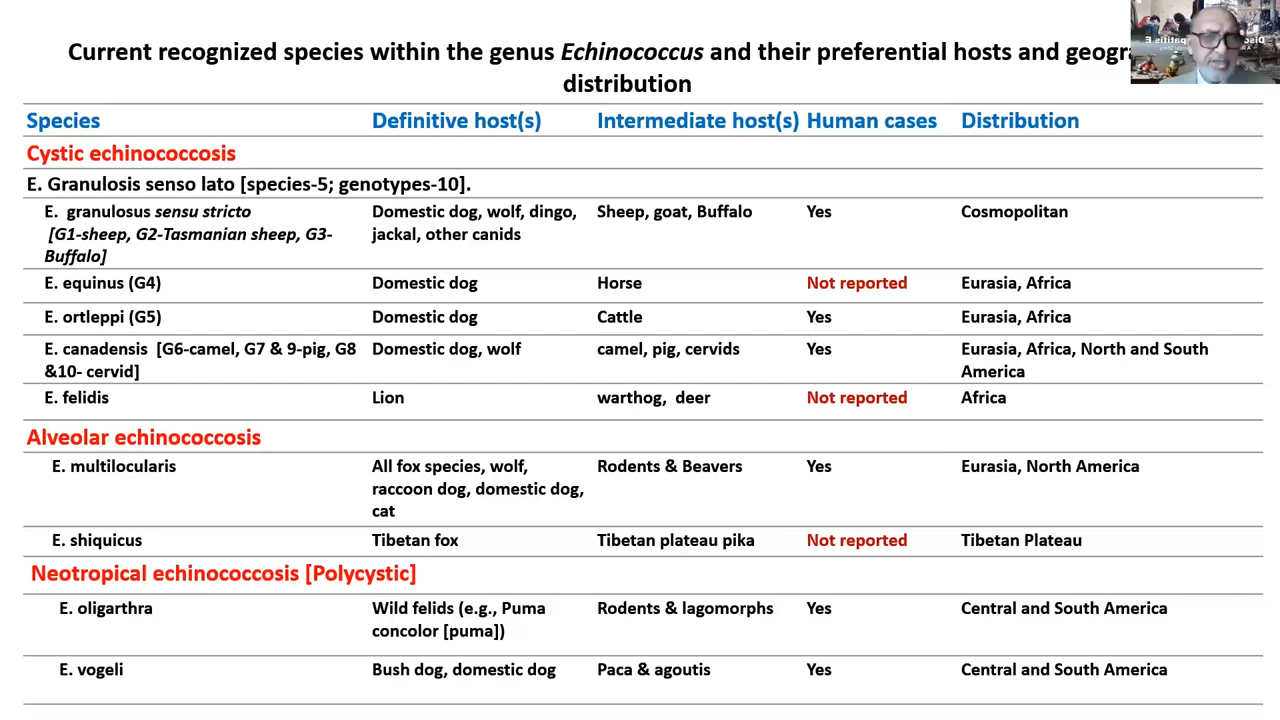 Current recognized species within the genus Echinococcus and their preferential hosts and
distribution
Species Definitive host(s) Intermediate host(s) Human cases Distribution
Cystic echinococcosis
E. Granulosis senso lato [species-5; genotypes-10].
E. granulosus sensu stricto Domestic dog, wolf, dingo, Sheep, goat, Buffalo Yes Cosmopolitan
[G1-sheep, G2-Tasmanian sheep, G3- jackal, other canids
Buffalo]
E. equinus (G4) Domestic dog Horse Not reported Eurasia, Africa
E. ortleppi (G5) Domestic dog Cattle Yes Eurasia, Africa
E. canadensis [G6-camel, G7 & 9-pig, G8 Domestic dog, wolf camel, pig, cervids Yes Eurasia, Africa, North and South
&10- cervid] America
E. felidis Lion warthog, deer Not reported Africa
Alveolar echinococcosis
E. multilocularis All fox species, wolf, Rodents & Beavers Yes Eurasia, North America
raccoon dog, domestic dog,
cat
E. shiquicus Tibetan fox Tibetan plateau pika Not reported Tibetan Plateau
Neotropical echinococcosis [Polycystic]
E. oligarthra Wild felids (e.g., Puma Rodents & lagomorphs Yes Central and South America
concolor [puma])
E. vogeli Bush dog, domestic dog Paca & agoutis Yes Central and South America